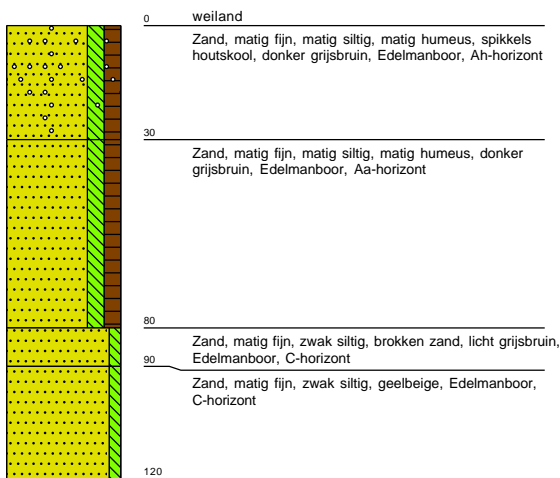 0 weiland
Zand, matig fijn, matig siltig, matig humeus, spikkels
houtskool, donker grijsbruin, Edelmanboor, Ah-horizont
30
Zand, matig fijn, matig siltig, matig humeus, donker
grijsbruin, Edelmanboor, Aa-horizont
80
Zand, matig fijn, zwak siltig, brokken zand, licht grijsbruin,
Edelmanboor, C-horizont
90
Zand, matig fijn, zwak siltig, geelbeige, Edelmanboor,
C-horizont
120